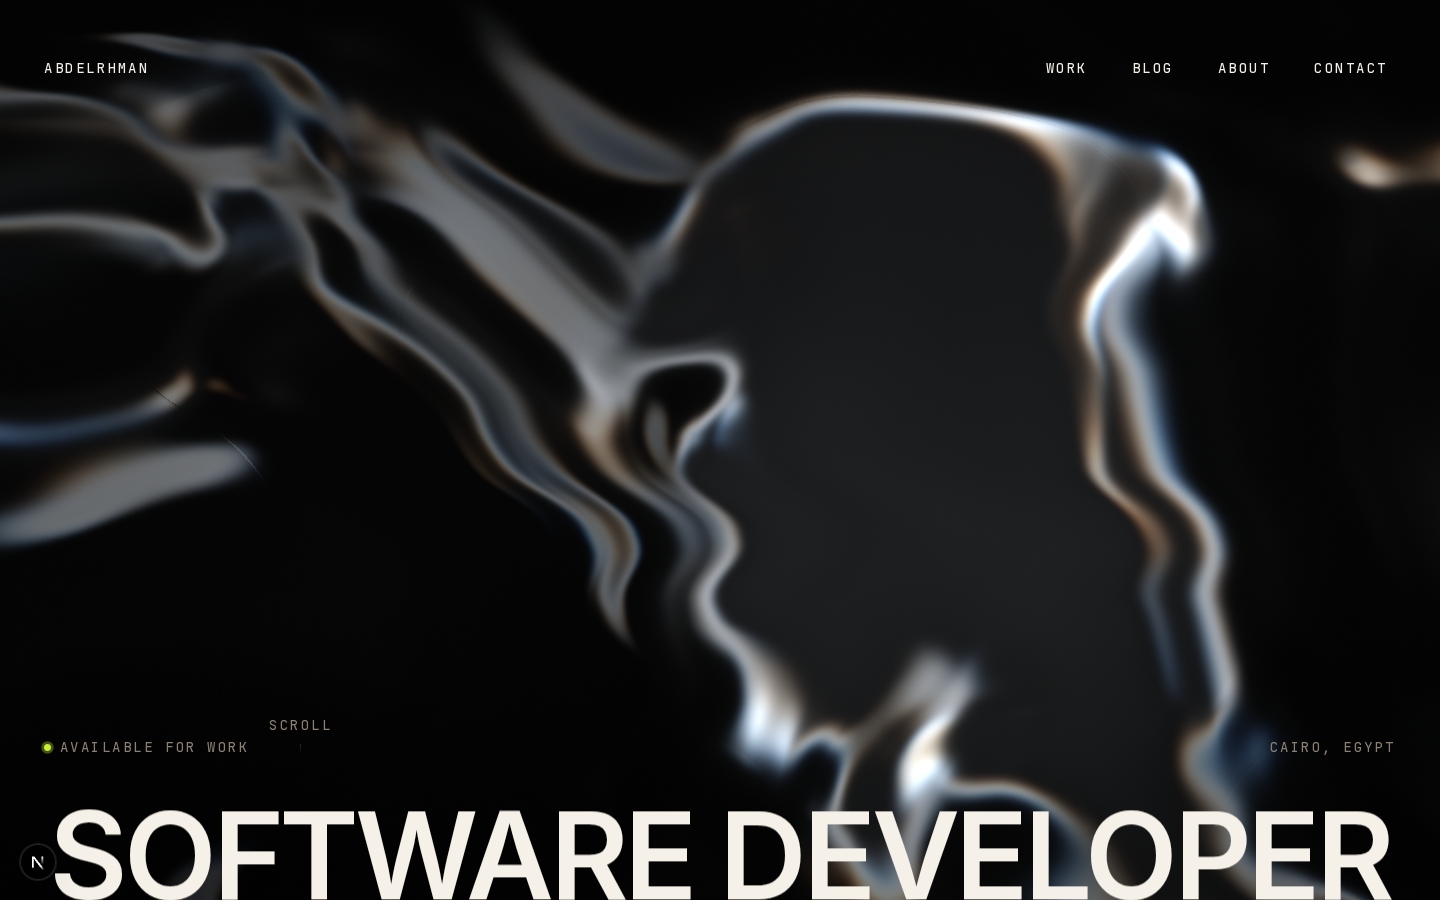 ABDELRHMAN
WORK BLOG ABOUT CONTACT
SCROLL
AVAILABLE FOR WORK
CAIRO, EGYPT
SOFTWARE DEVELOPER
N